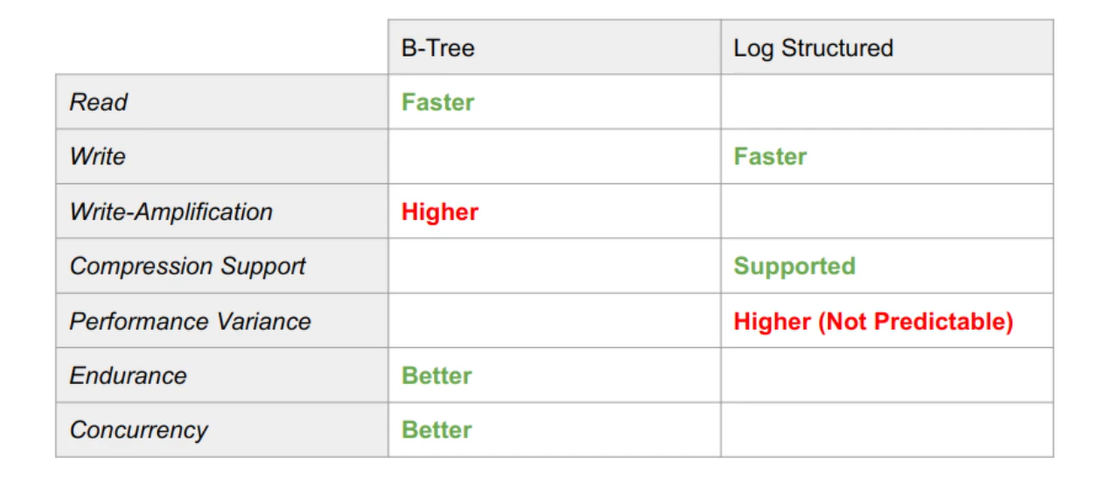 B-Tree Log Structured
Read Faster
Write Faster
Write-Amplification Higher
Compression Support Supported
Performance Variance Higher (Not Predictable)
Endurance Better
Concurrency Better